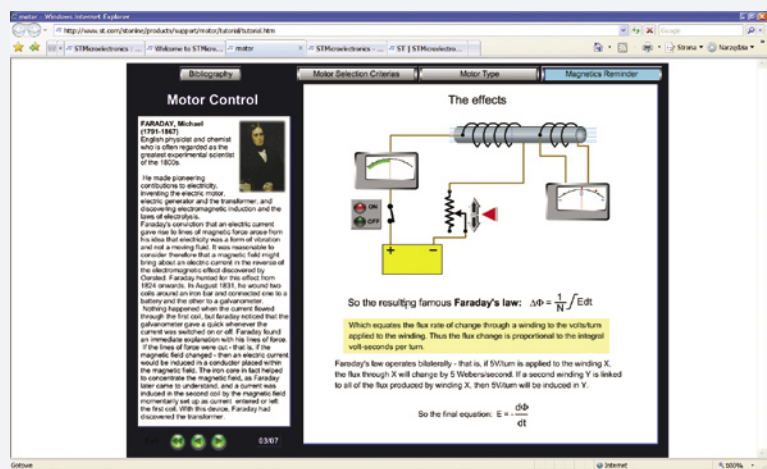 motor - Windows Internet Explorer
http://www.st.com/stonline/products/support/motor/tutorial/tutorial.htm
Google
STMicroelectronics - ...
Welcome to STMicro...
motor
STMicroelectronics - ...
ST | STMicroelectro...
Strona
Narzędzia
Bibliography
Motor Selection Criterias
Motor Type
Magnetics Reminder
Motor Control
FARADAY, Michael
(1791-1867)
English physicist and chemist
who is often regarded as the
greatest experimental scientist
of the 1800s.
He made pioneering
contibutions to electricity,
inventing the electric motor,
electric generator and the transformer, and
discovering electromagnetic induction and the
laws of electrolysis.
Faraday's conviction that an electric current
gave rise to lines of magnetic force arose from
his idea that electricity was a form of vibration
and not a moving fluid. It was reasonable to
consider therefore that a magnetic field might
bring about an electric current in the reverse of
the electromagnetic effect discovered by
Oersted. Faraday hunted for this effect from
1824 onwards. In August 1831, he wound two
coils around an iron bar and connected one to a
battery and the other to a galvanometer.
Nothing happened when the current flowed
through the first coil, but faraday noticed that the
galvanometer gave a quick whenever the
current was switched on or off. Faraday found
an immediate explanation with his lines of force.
If the lines of force were cut - that is, if the
magnetic field changed - then an electric current
would be induced in a conductor placed within
the magnetic field. The iron core in fact helped
to concentrate the magnetic field, as Faraday
later came to understand, and a current was
induced in the second coil by the magnetic field
momentarily set up as current entered or left
the first coil. With this device, Faraday had
discovered the transformer.
03/07
The effects
ON
OFF
+ −
So the resulting famous Faraday's law: ΔΦ = 1/N ∫Edt
Which equates the flux rate of change through a winding to the volts/turn
applied to the winding. Thus the flux change is proportional to the integral
volt-seconds per turn.
Faraday's law operates bilaterally - that is, if 5V/turn is applied to the winding X,
the flux through X will change by 5 Webers/second. If a second winding Y is linked
to all of the flux produced by winding X, then 5V/turn will be induced in Y.
So the final equation: E = - dΦ/dt
Gotowe
Internet
100%